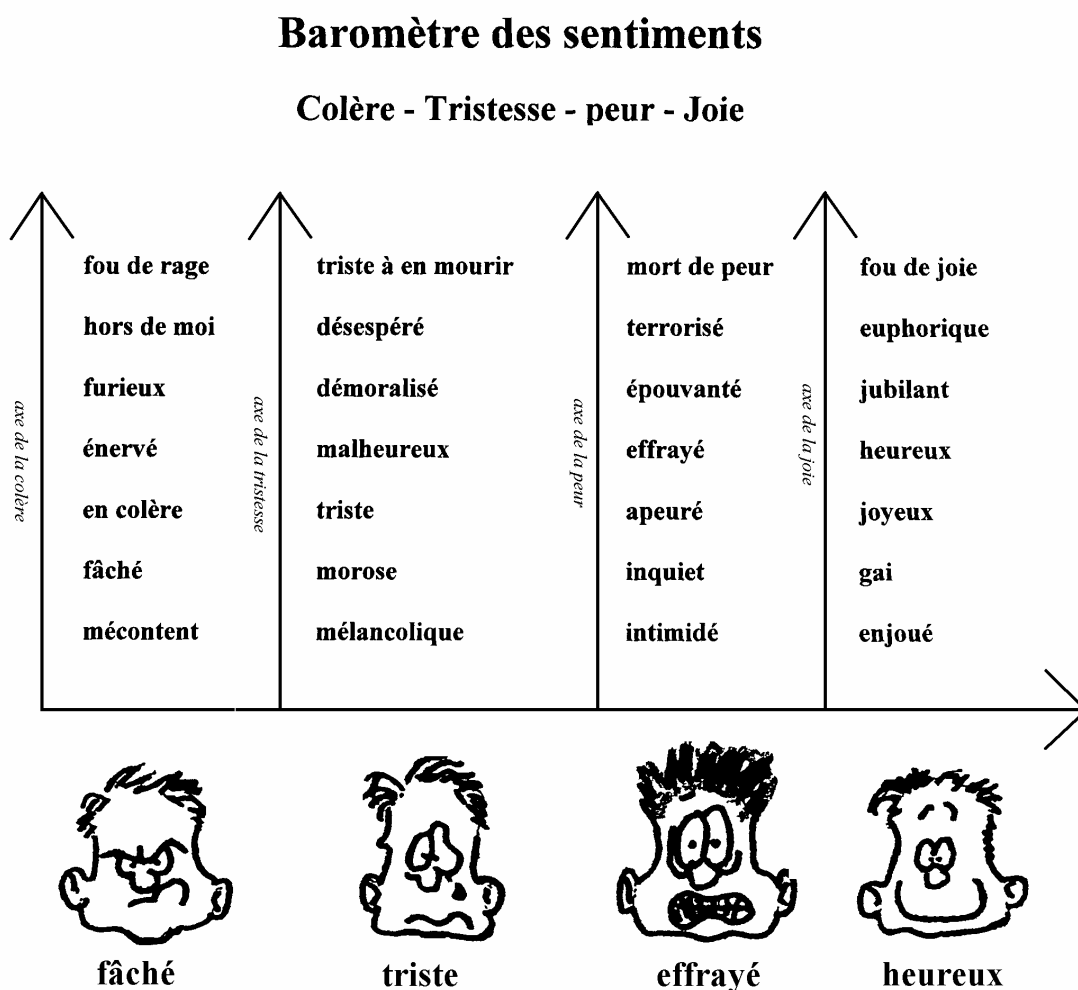 Baromètre des sentiments
Colère - Tristesse - peur - Joie
axe de la colère
fou de rage
hors de moi
furieux
énervé
en colère
fâché
mécontent
axe de la tristesse
triste à en mourir
désespéré
démoralisé
malheureux
triste
morose
mélancolique
axe de la peur
mort de peur
terrorisé
épouvanté
effrayé
apeuré
inquiet
intimidé
axe de la joie
fou de joie
euphorique
jubilant
heureux
joyeux
gai
enjoué
fâché
triste
effrayé
heureux